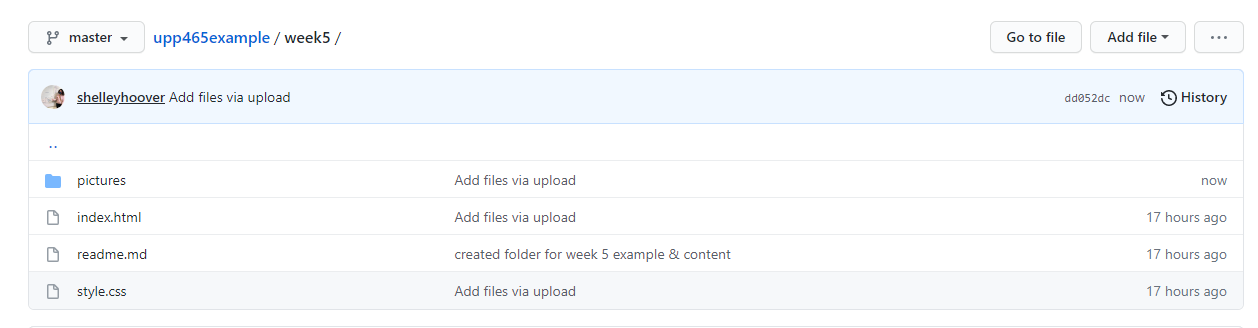 master upp465example / week5 / Go to file Add file ...
shelleyhoover Add files via upload dd052dc now History
..
pictures Add files via upload now
index.html Add files via upload 17 hours ago
readme.md created folder for week 5 example & content 17 hours ago
style.css Add files via upload 17 hours ago